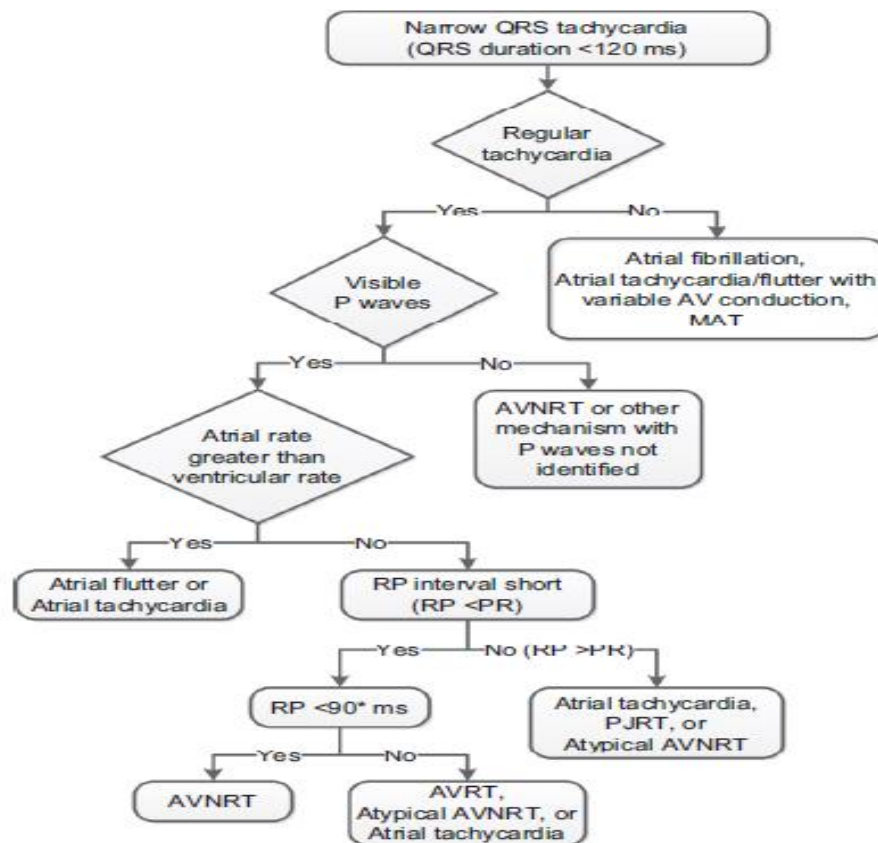 Narrow QRS tachycardia
(QRS duration <120 ms)
Regular
tachycardia
Yes
No
Visible
P waves
Atrial fibrillation,
Atrial tachycardia/flutter with
variable AV conduction,
MAT
Yes
No
Atrial rate
greater than
ventricular rate
AVNRT or other
mechanism with
P waves not
identified
Yes
No
Atrial flutter or
Atrial tachycardia
RP interval short
(RP <PR)
Yes
No (RP >PR)
RP <90* ms
Atrial tachycardia,
PJRT, or
Atypical AVNRT
Yes
No
AVNRT
AVRT,
Atypical AVNRT, or
Atrial tachycardia